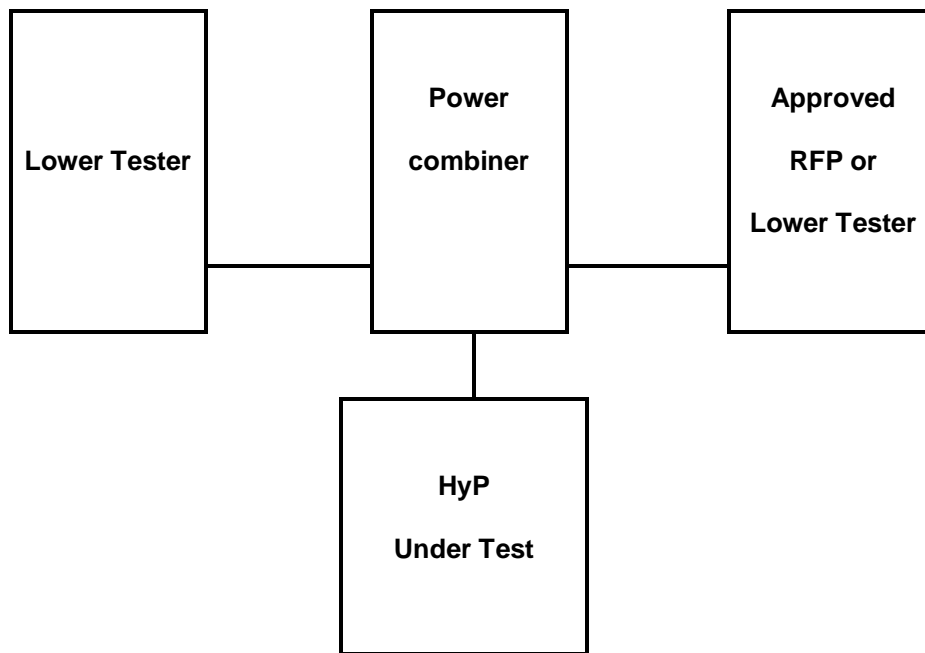 Lower Tester
Power
combiner
Approved
RFP or
Lower Tester
HyP
Under Test